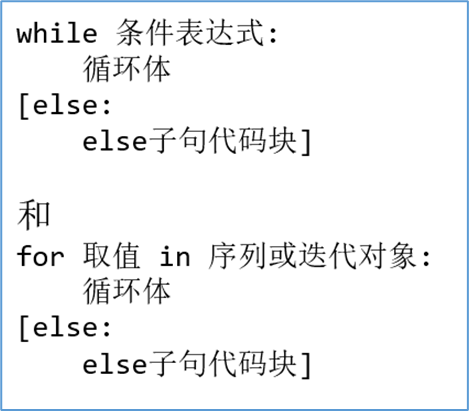 while 条件表达式:
    循环体
[else:
    else子句代码块]
和
for 取值 in 序列或迭代对象:
    循环体
[else:
    else子句代码块]